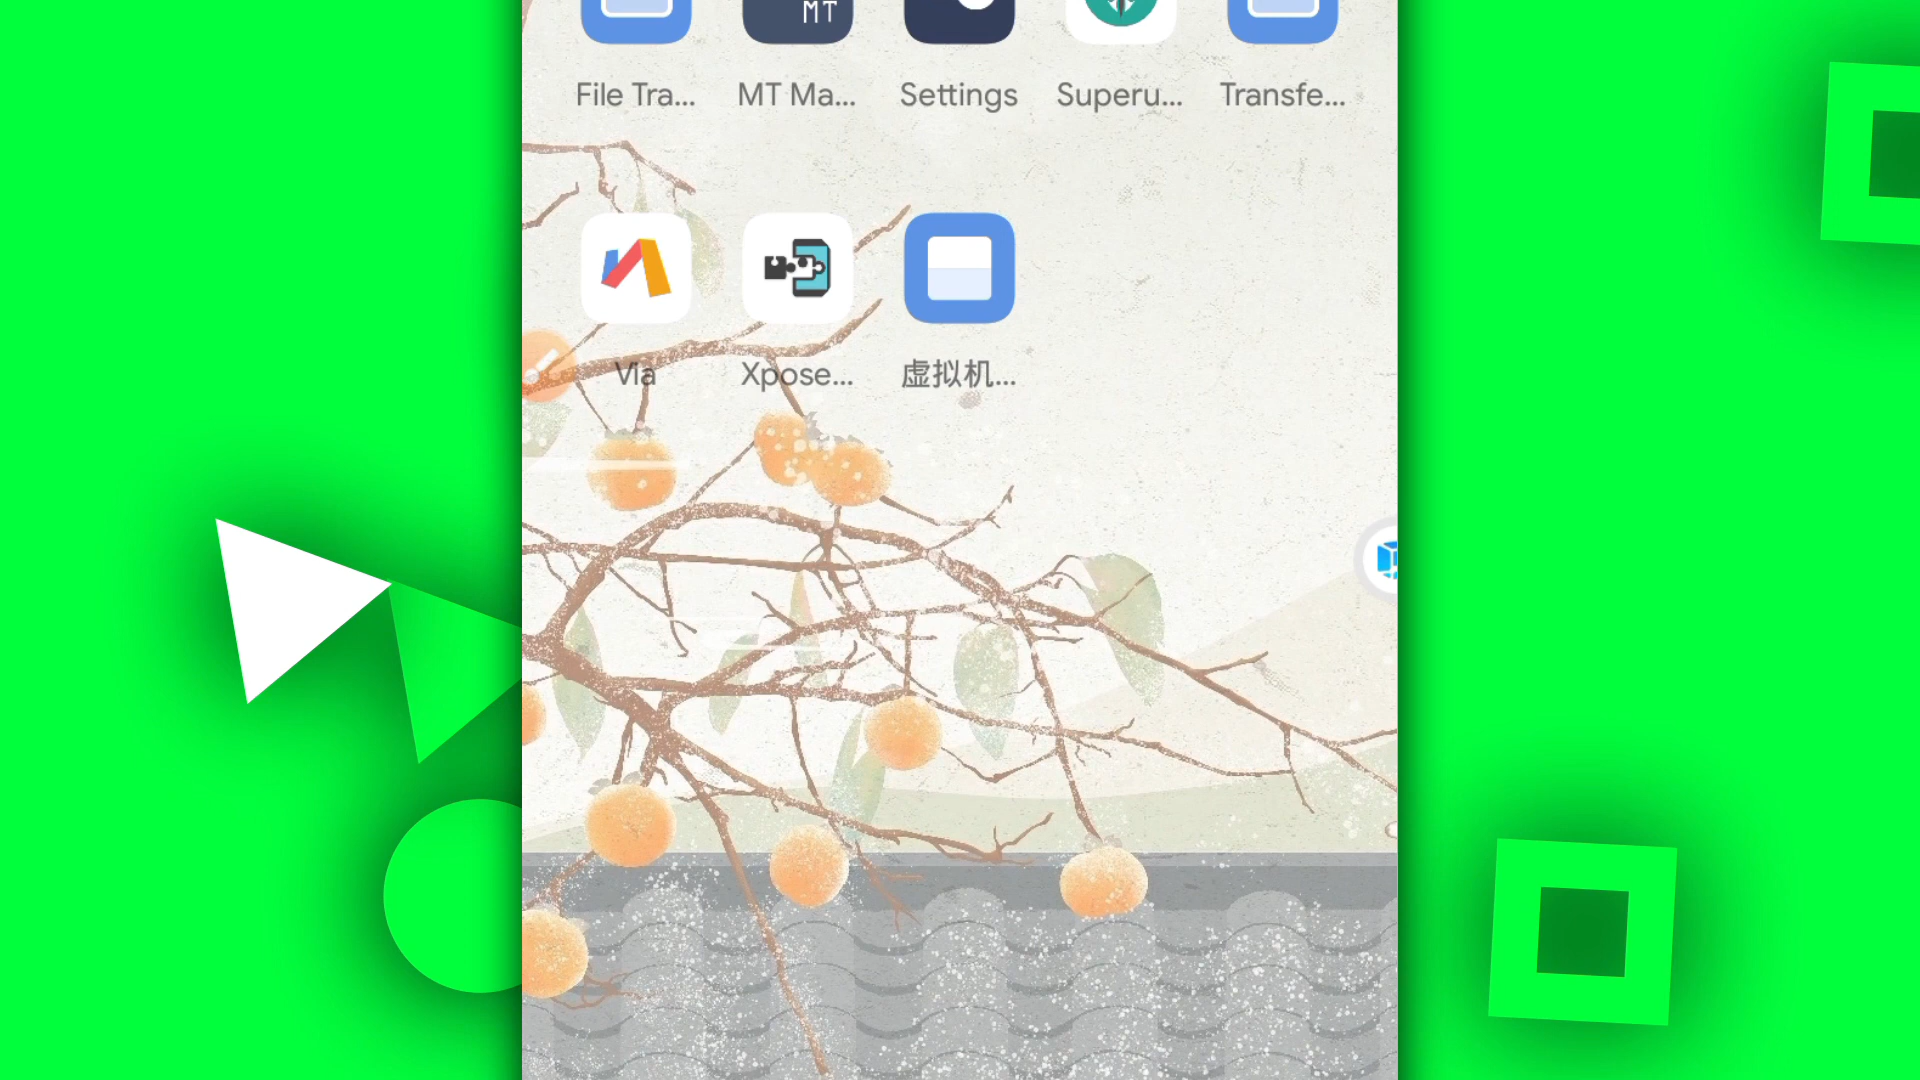 MT
File Tra... MT Ma... Settings Superu... Transfe...
Via Xpose... 虚拟机...